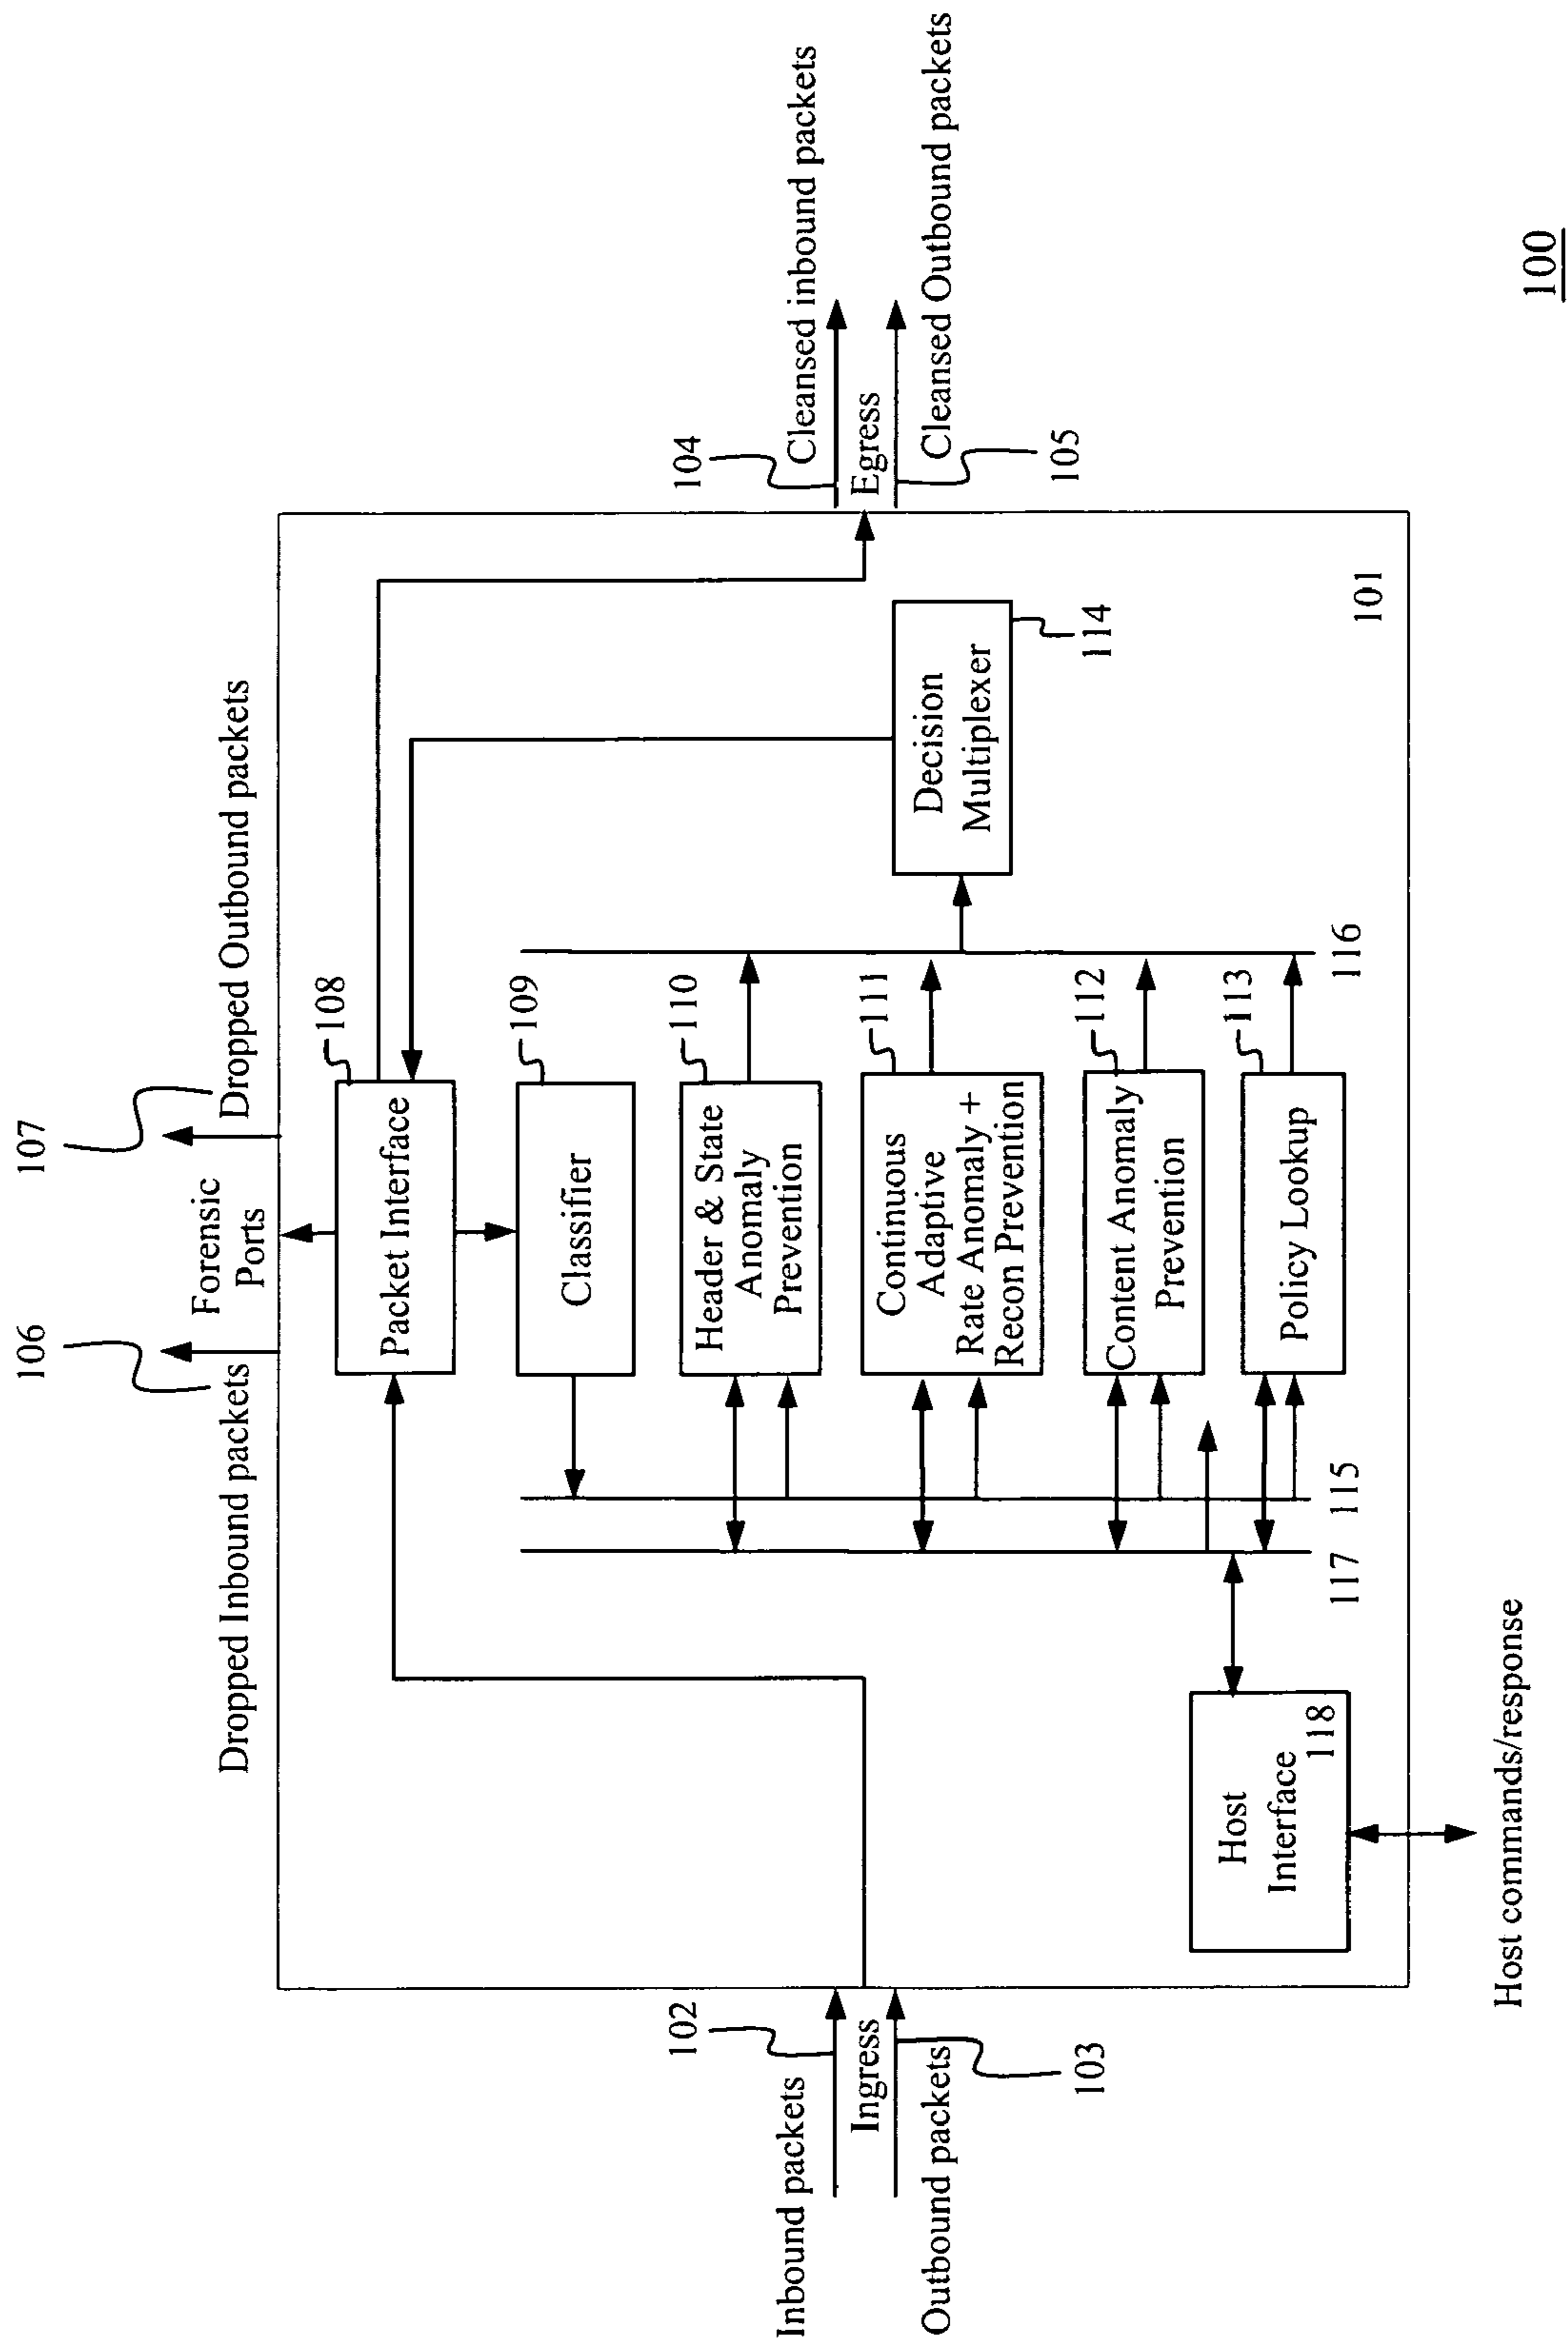 107
106
Forensic
Ports
Dropped Inbound packets
Dropped Outbound packets
108
Packet Interface
109
Classifier
110
Header & State
Anomaly
Prevention
111
Continuous
Adaptive
Rate Anomaly +
Recon Prevention
112
Content Anomaly
Prevention
113
Policy Lookup
Decision
Multiplexer
114
116
115
117
Host
Interface
118
Host commands/response
101
Inbound packets
102
Ingress
Outbound packets
103
104
Cleansed inbound packets
Egress
Cleansed Outbound packets
105
100